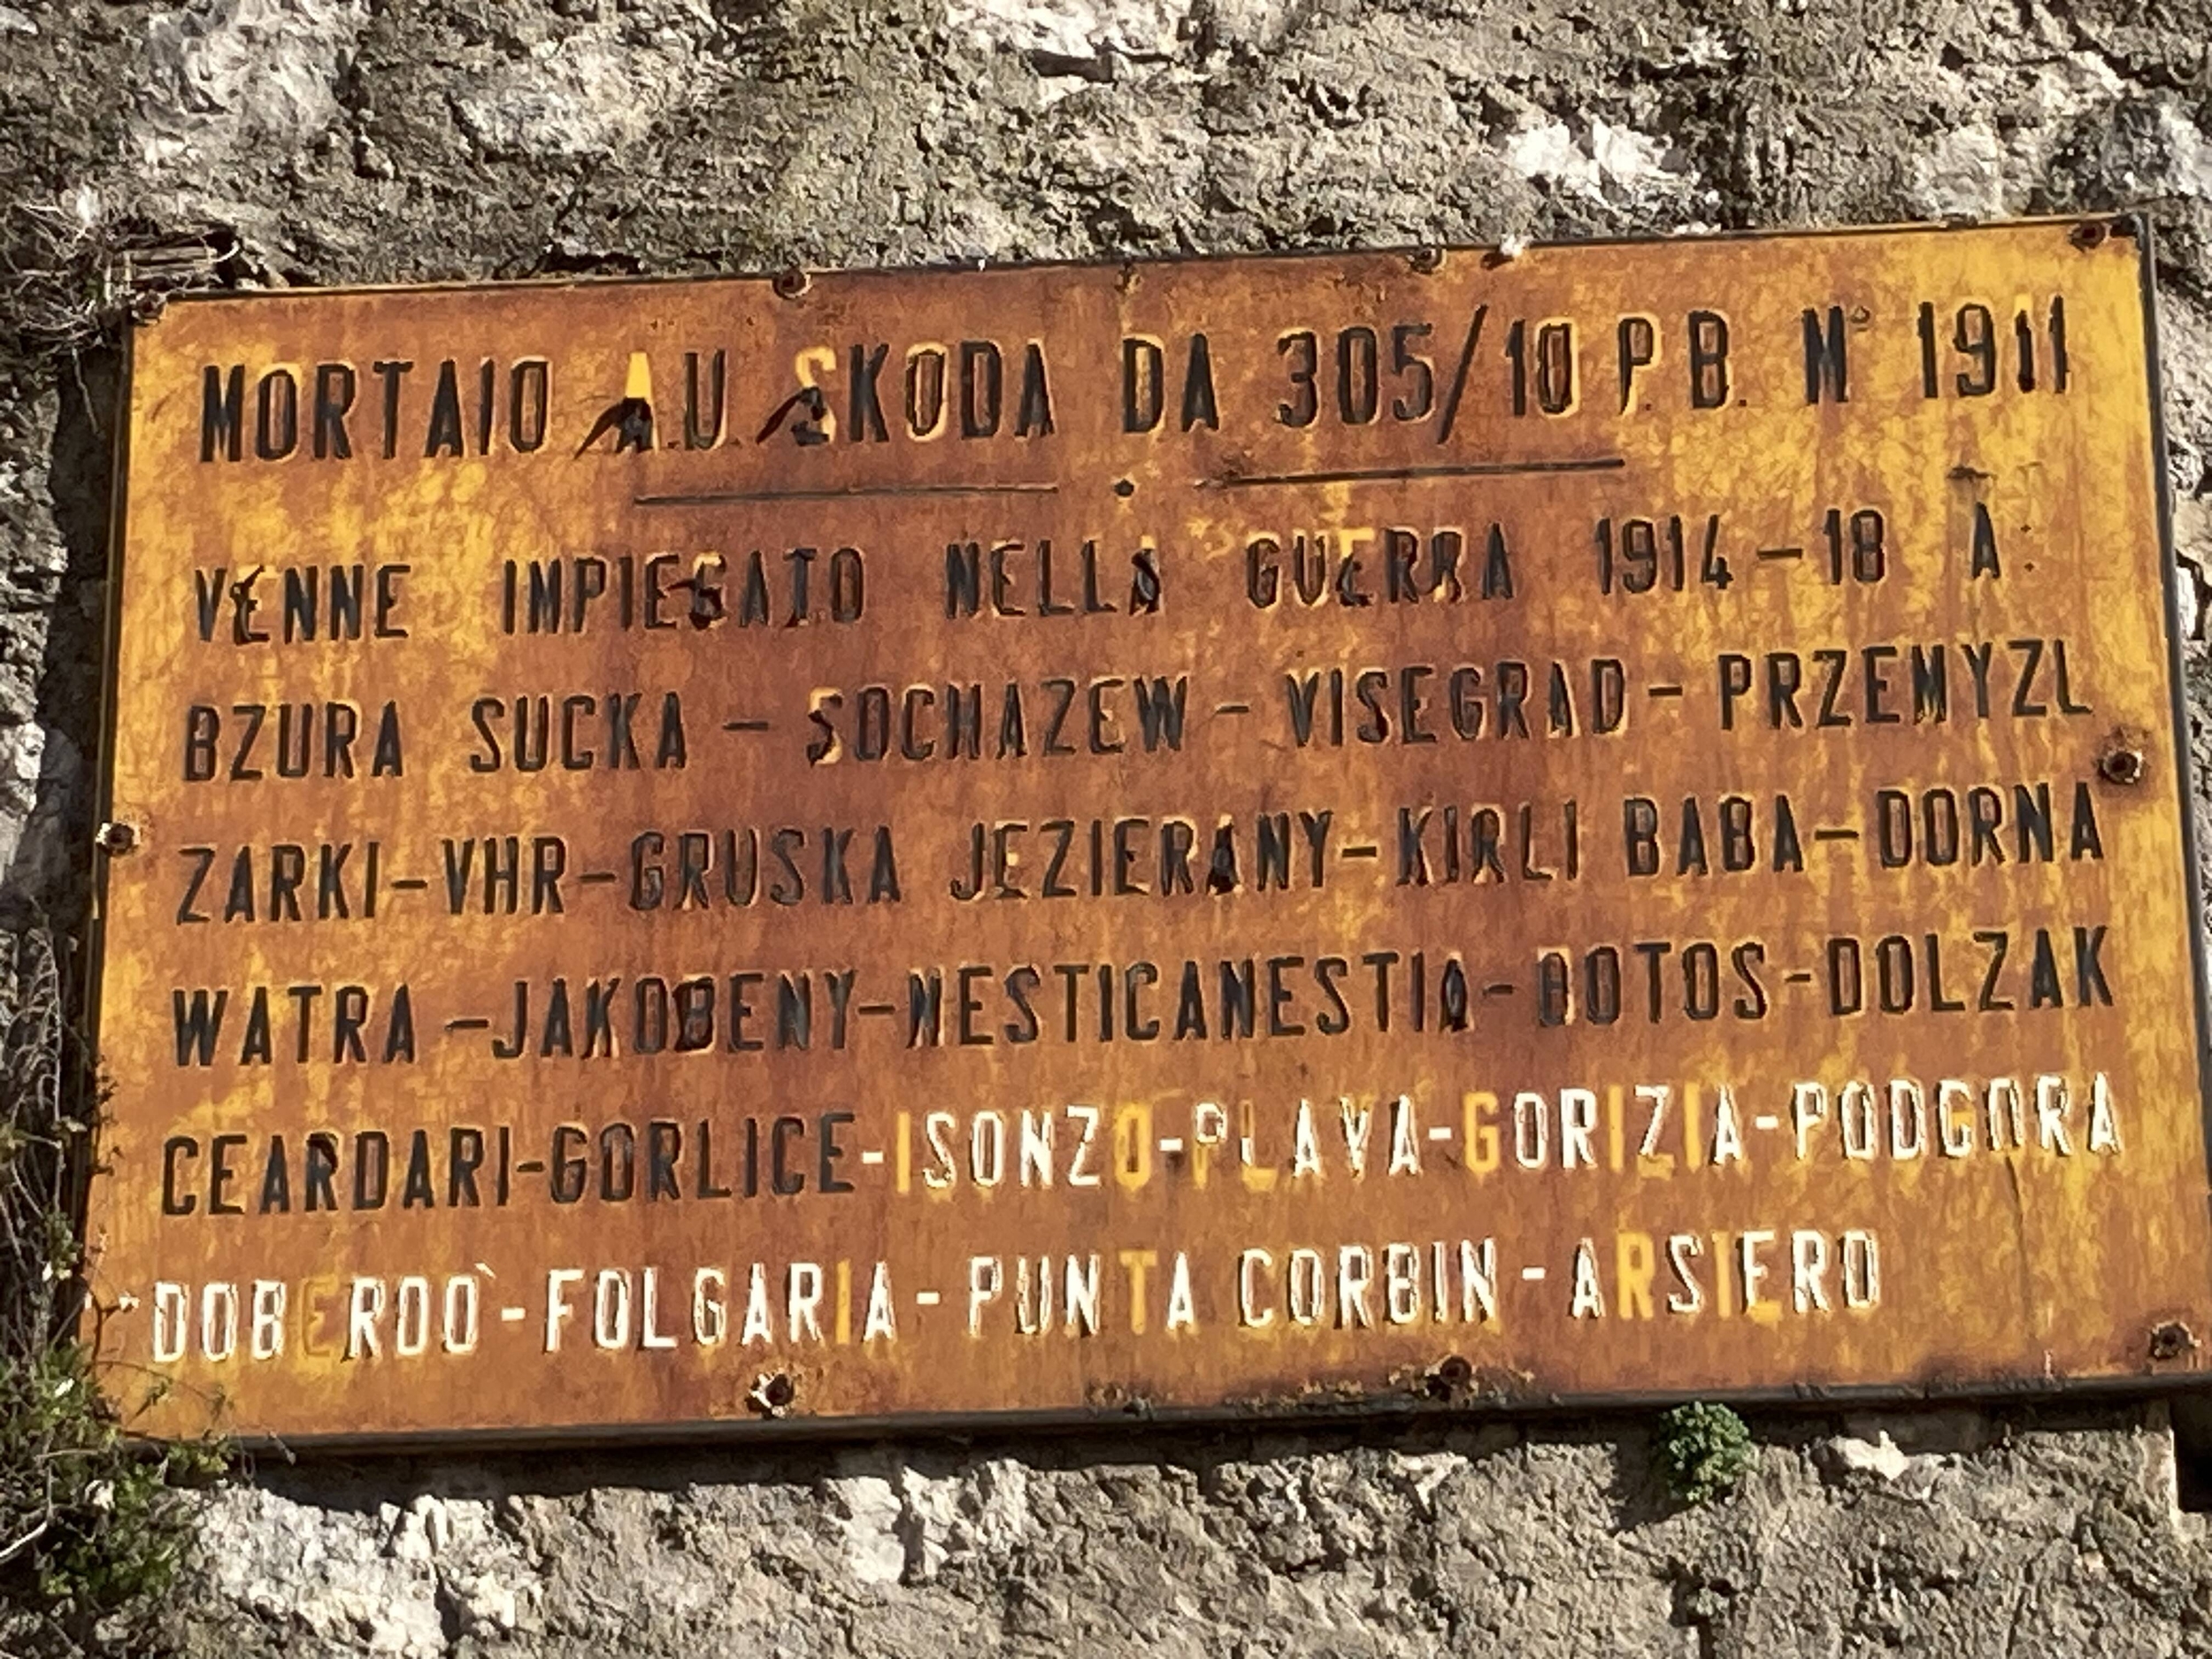 MORTAIO A.U. SKODA DA 305/10 P.B. M° 1911
VENNE IMPIEGATO NELLA GUERRA 1914-18 A:
BZURA SUCKA - SOCHAZEW - VISEGRAD - PRZEMYZL
ZARKI-VHR-GRUSKA JEZIERANY-KIRLI BABA-DORNA
WATRA-JAKOBENY-NESTICANESTIA-BOTOS-DOLZAK
CEARDARI-GORLICE-ISONZO-PLAVA-GORIZIA-PODGORA
DOBERDO`-FOLGARIA-PUNTA CORBIN-ARSIERO